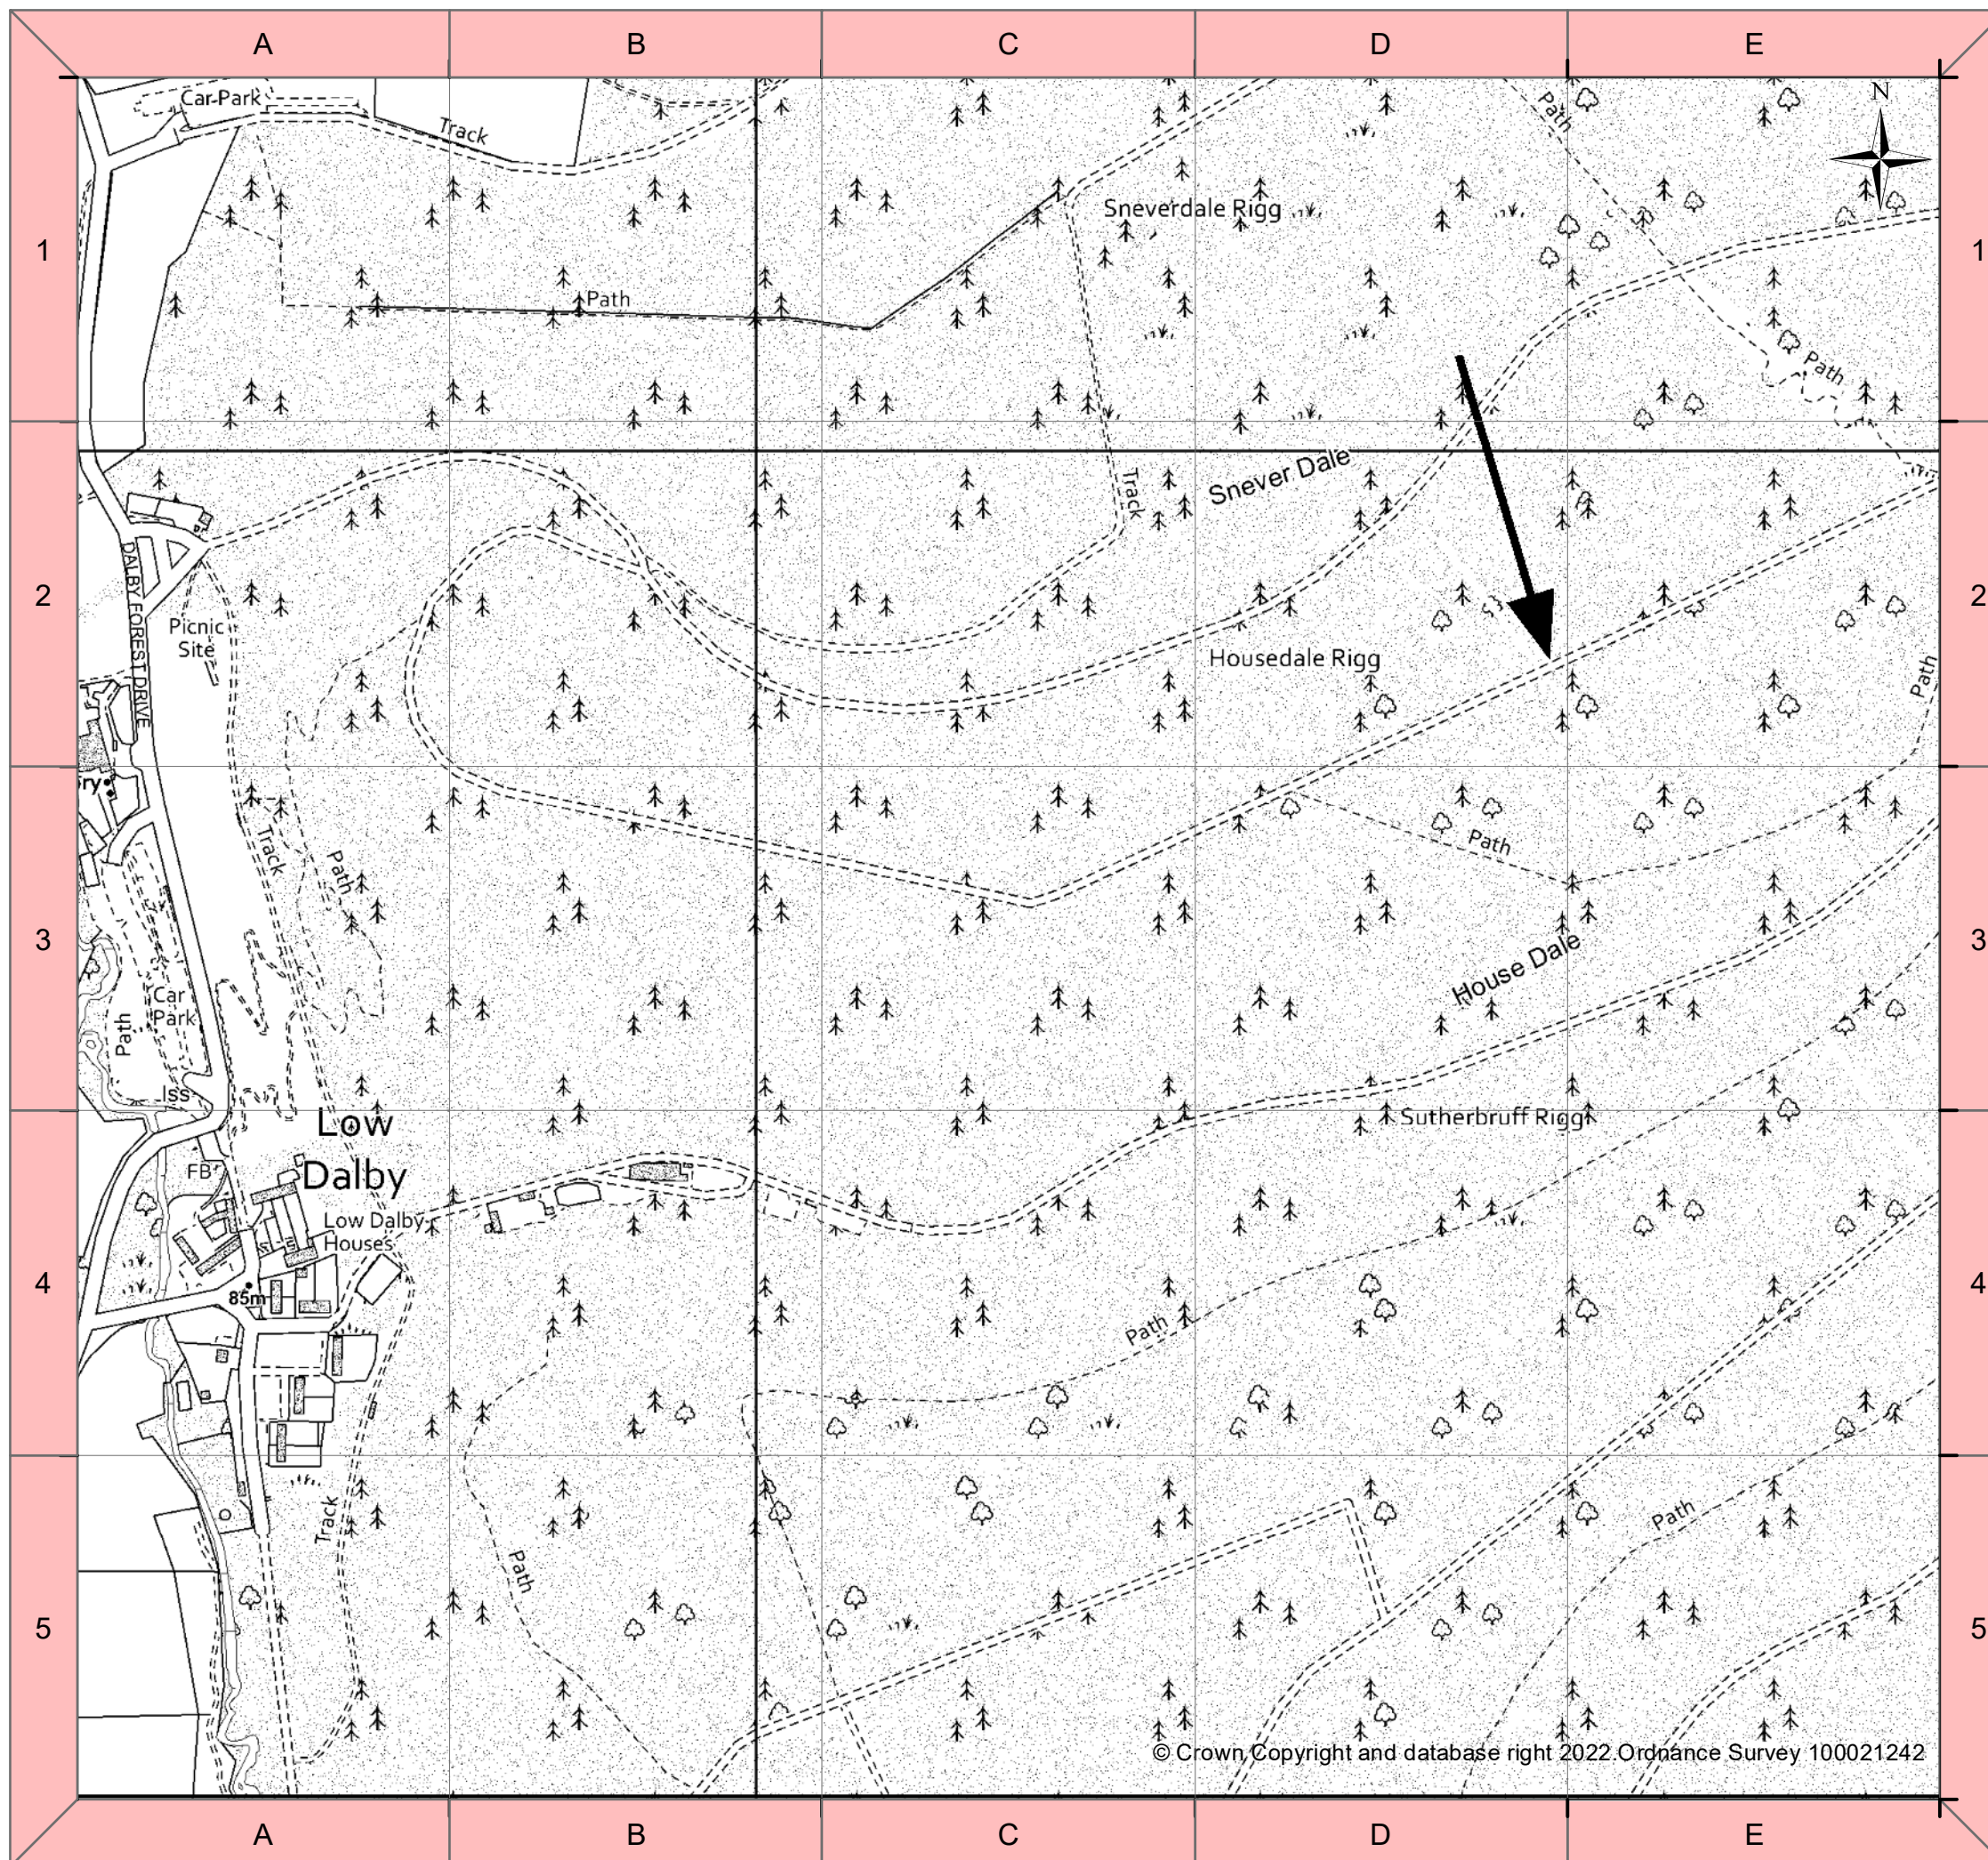 A B C D E
Car Park
Track
Path
N
Sneverdale Rigg
1 1
Path
Path
Snever Dale
Track
DALBY FOREST DRIVE
2 2
Picnic
Site
Housedale Rigg
Path
ry
Track
Path
Path
3 3
House Dale
Car
Park
Path
Iss
Low
Dalby
Sutherbruff Rigg
FB
Low Dalby
Houses
4 4
85m
Path
Track
Path
Path
5 5
© Crown Copyright and database right 2022.Ordnance Survey 100021242
A B C D E